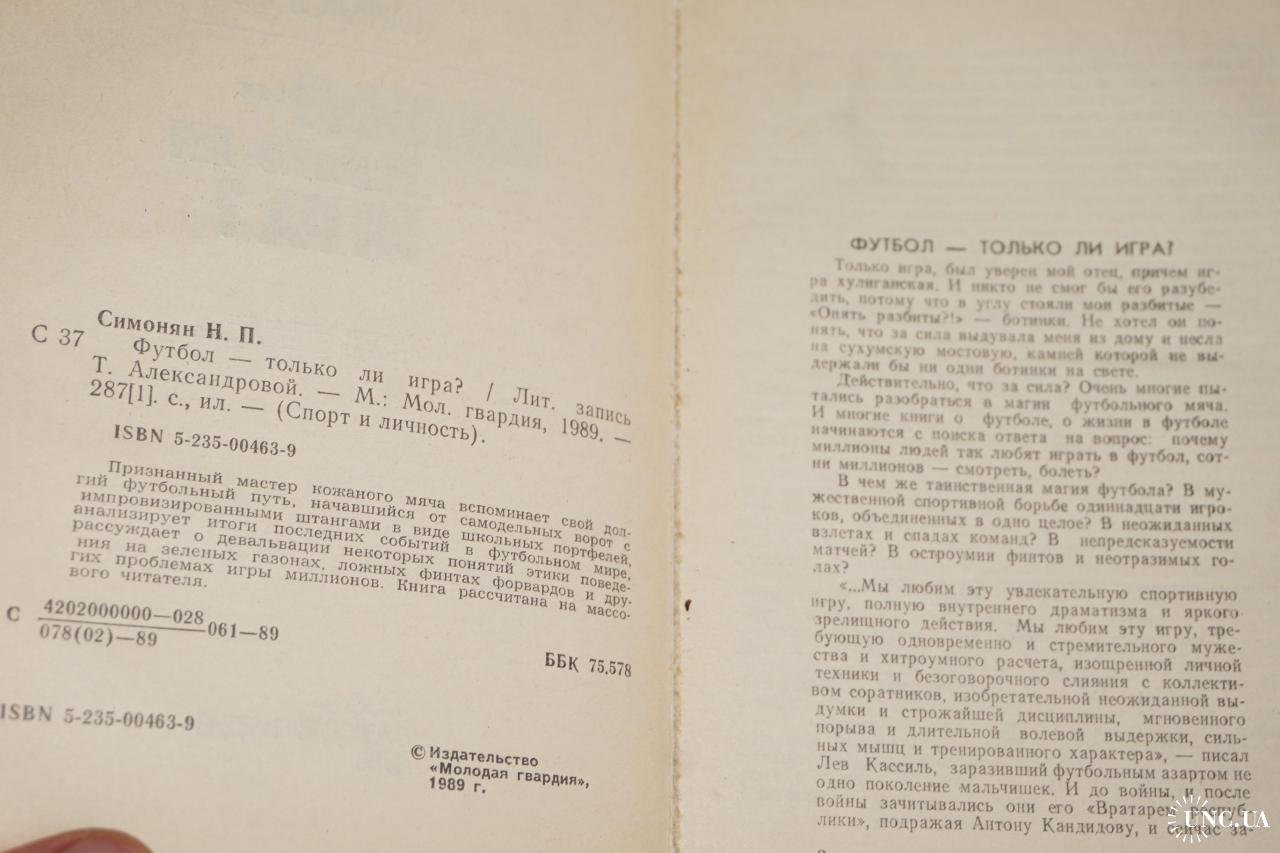 Симонян Н. П.
С 37
Футбол — только ли игра? / Лит. запись
Т. Александровой. — М.: Мол. гвардия, 1989. —
287[1]. с., ил. — (Спорт и личность).
ISBN 5-235-00463-9
Признанный мастер кожаного мяча вспоминает свой дол-
гий футбольный путь, начавшийся от самодельных ворот с
импровизированными штангами в виде школьных портфелей,
анализирует итоги последних событий в футбольном мире,
рассуждает о девальвации некоторых понятий этики поведе-
ния на зеленых газонах, ложных финтах форвардов и дру-
гих проблемах игры миллионов. Книга рассчитана на массо-
вого читателя.
С 4202000000—028
078(02)—89
061—89
ББК 75.578
ISBN 5-235-00463-9
© Издательство
«Молодая гвардия»,
1989 г.
ФУТБОЛ — ТОЛЬКО ЛИ ИГРА?
Только игра, был уверен мой отец, причем иг-
ра хулиганская. И никто не смог бы его разубе-
дить, потому что в углу стояли мои разбитые —
«Опять разбиты?!» — ботинки. Не хотел он по-
нять, что за сила выдувала меня из дому и несла
на сухумскую мостовую, камней которой не вы-
держали бы ни одни ботинки на свете.
Действительно, что за сила? Очень многие пы-
тались разобраться в магии футбольного мяча.
И многие книги о футболе, о жизни в футболе
начинаются с поиска ответа на вопрос: почему
миллионы людей так любят играть в футбол, сот-
ни миллионов — смотреть, болеть?
В чем же таинственная магия футбола? В му-
жественной спортивной борьбе одиннадцати игро-
ков, объединенных в одно целое? В неожиданных
взлетах и спадах команд? В непредсказуемости
матчей? В остроумии финтов и неотразимых го-
лах?
«...Мы любим эту увлекательную спортивную
игру, полную внутреннего драматизма и яркого
зрелищного действия. Мы любим эту игру, тре-
бующую одновременно и стремительного муже-
ства и хитроумного расчета, изощренной личной
техники и безоговорочного слияния с коллекти-
вом соратников, изобретательной неожиданной вы-
думки и строжайшей дисциплины, мгновенного
порыва и длительной волевой выдержки, силь-
ных мышц и тренированного характера», — писал
Лев Кассиль, заразивший футбольным азартом не
одно поколение мальчишек. И до войны, и после
войны зачитывались они его «Вратарем респуб-
лики», подражая Антону Кандидову, и сейчас за-
UNC.UA